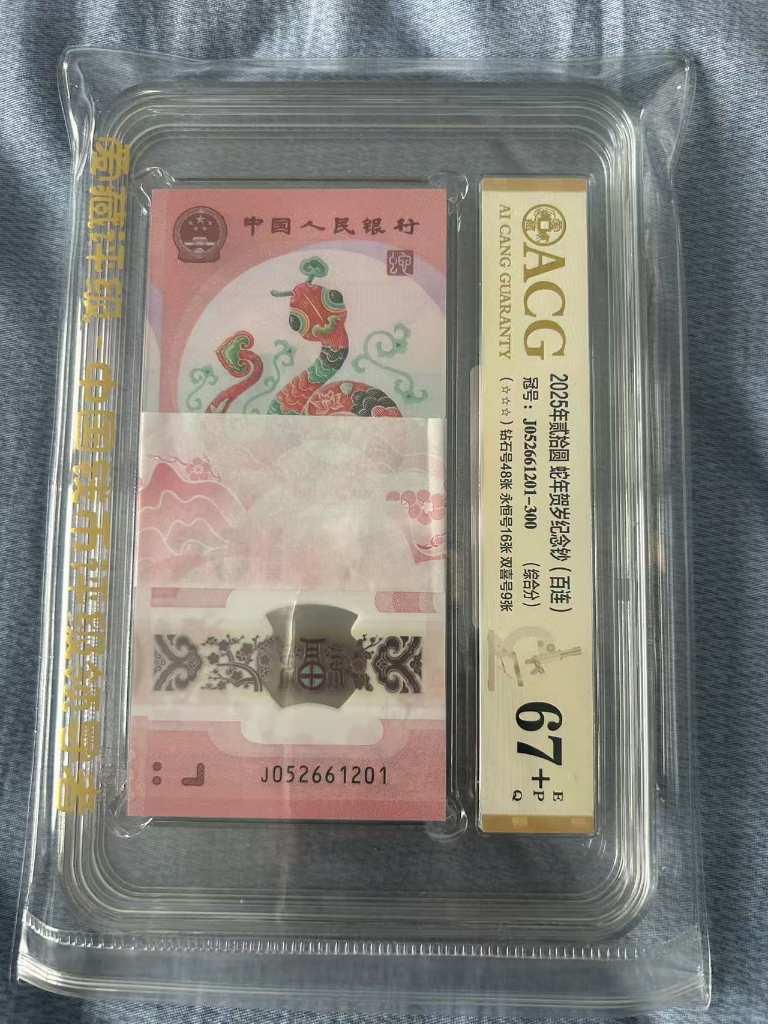 爱藏评级 - 中国钱币评级领导者
中国人民银行
J052661201
ACG
AI CANG GUARANTY
2025年贰拾圆 蛇年贺岁纪念钞 (百连)
冠号: J052661201-300 (综合分)
(☆☆☆) 钻石号48张 永恒号16张 双喜号9张
67+
E
P
Q